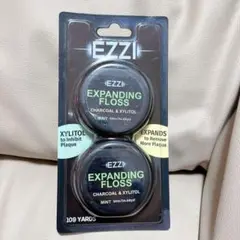 EZZI
EZZI
EXPANDING
FLOSS
CHARCOAL & XYLITOL
MINT
XYLITOL
to Inhibit
Plaque
EXPANDS
to Remove
More Plaque
EZZI
EXPANDING
FLOSS
CHARCOAL & XYLITOL
MINT
109 YARDS